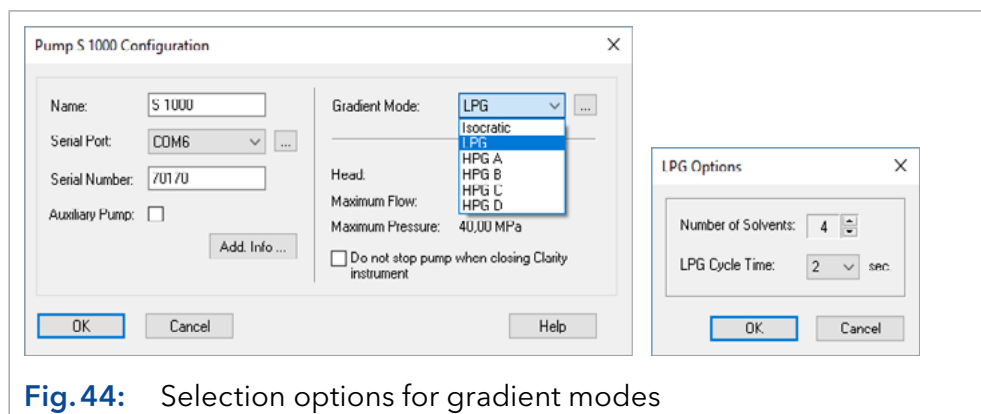 Pump S 1000 Configuration
Name: S 1000
Serial Port: COM6 ...
Serial Number: 70170
Auxiliary Pump:
Add. Info ...
Gradient Mode: LPG ...
Isocratic
LPG
HPG A
HPG B
HPG C
HPG D
Head:
Maximum Flow:
Maximum Pressure: 40,00 MPa
Do not stop pump when closing Clarity
instrument
OK Cancel Help
LPG Options
Number of Solvents: 4
LPG Cycle Time: 2 sec.
OK Cancel
Fig. 44: Selection options for gradient modes